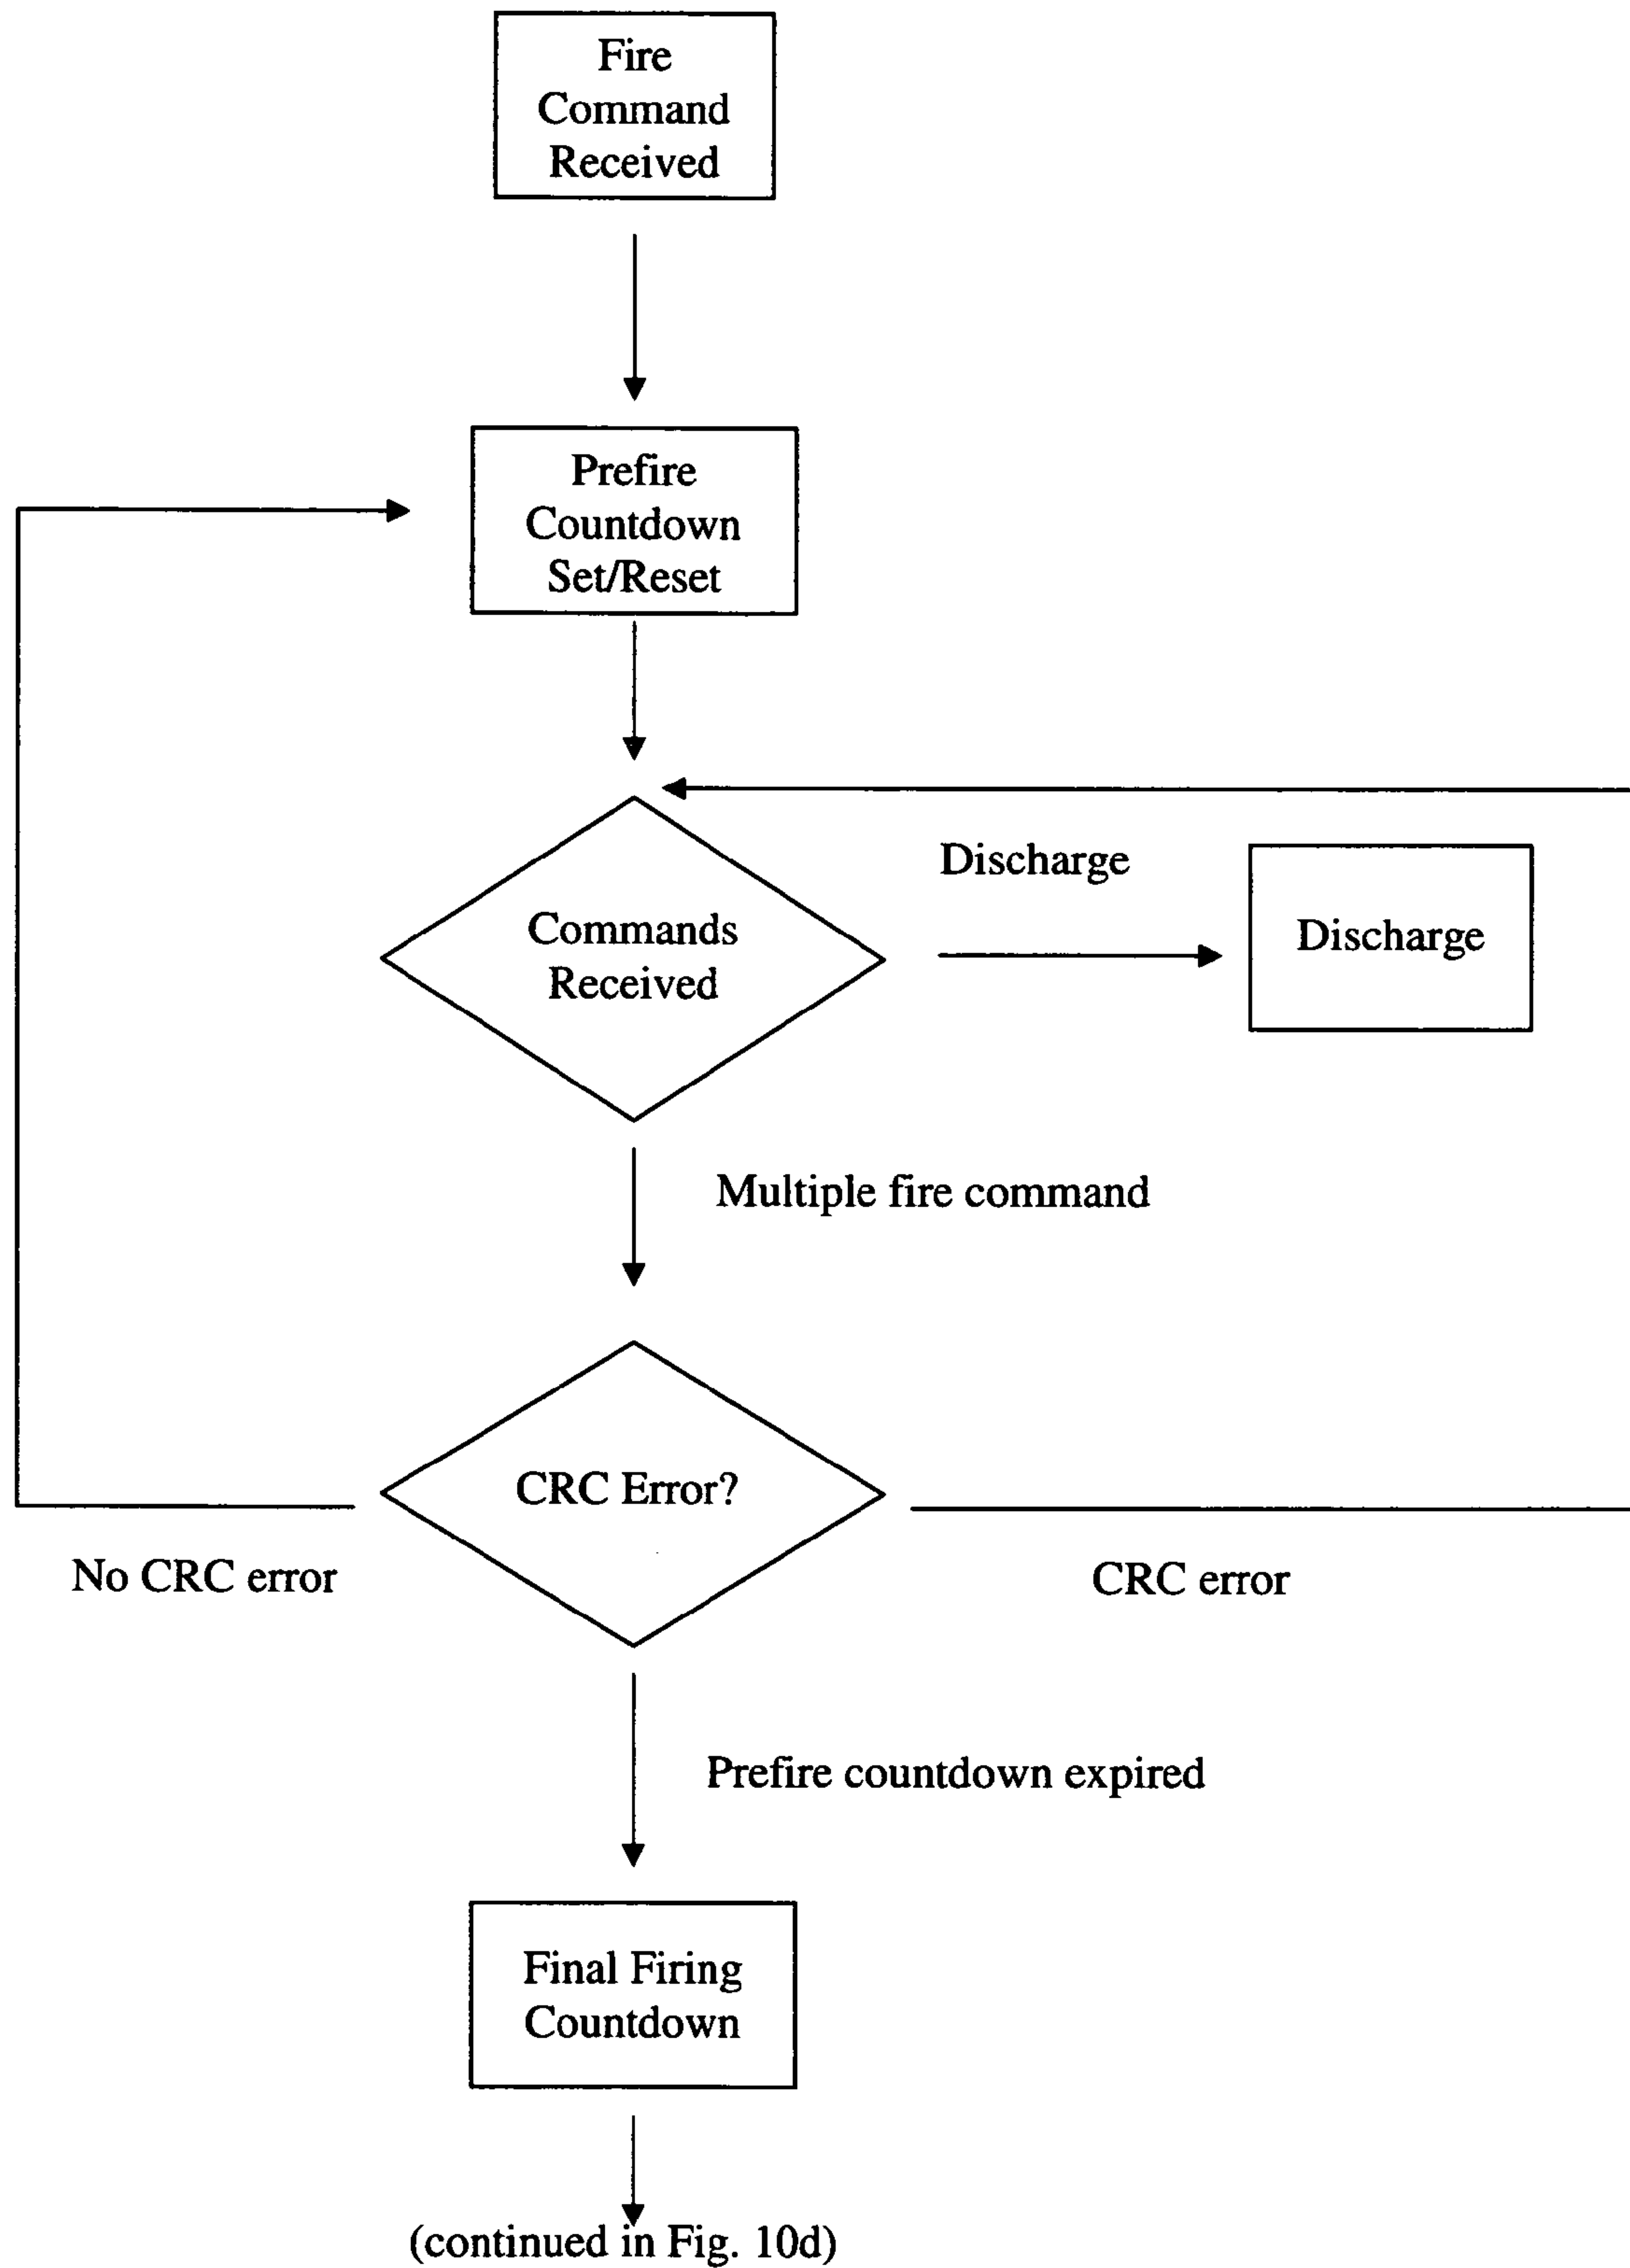 Fire
Command
Received
Prefire
Countdown
Set/Reset
Discharge
Commands
Received
Discharge
Multiple fire command
CRC Error?
No CRC error
CRC error
Prefire countdown expired
Final Firing
Countdown
(continued in Fig. 10d)